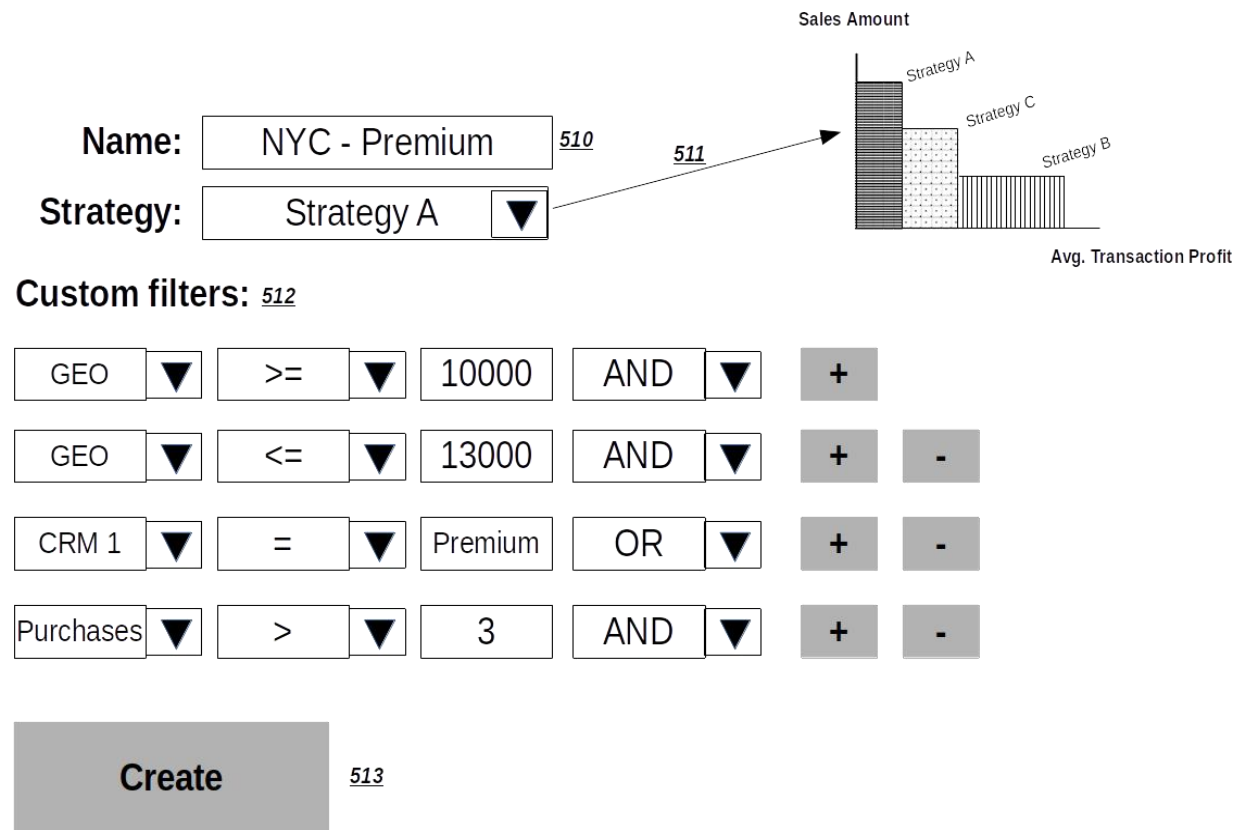 Sales Amount
Strategy A
Strategy C
Strategy B
Avg. Transaction Profit
Name: NYC - Premium 510
511
Strategy: Strategy A
Custom filters: 512
GEO >= 10000 AND +
GEO <= 13000 AND + -
CRM 1 = Premium OR + -
Purchases > 3 AND + -
Create 513